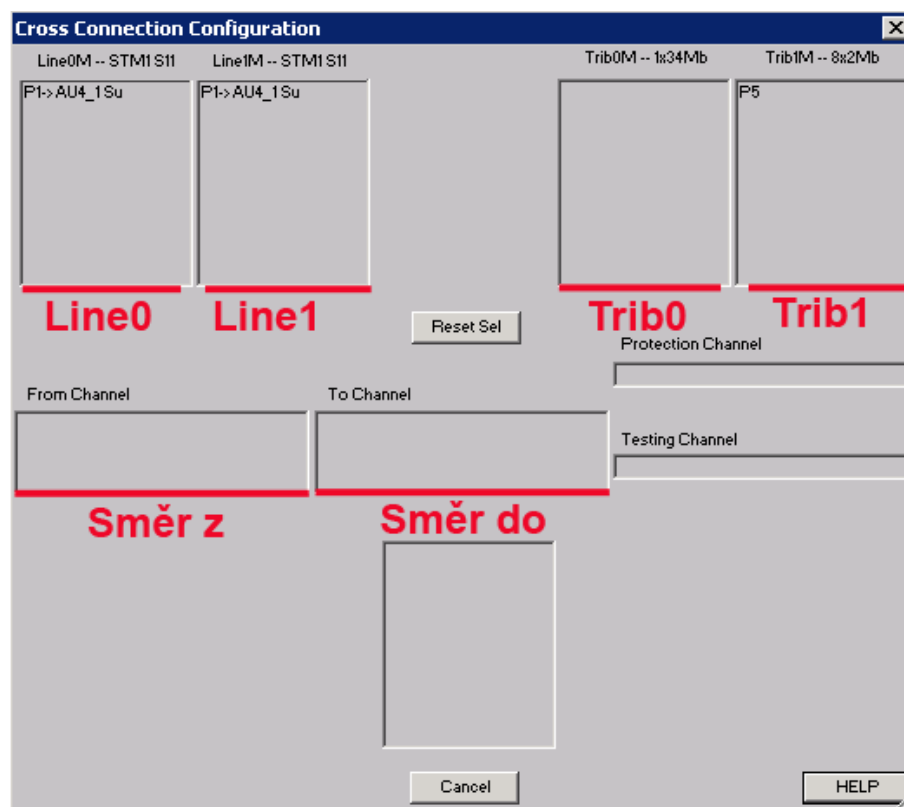 Cross Connection Configuration
Line0M -- STM1 S11
Line1M -- STM1 S11
Trib0M -- 1x34Mb
Trib1M -- 8x2Mb
P1->AU4_1Su
P1->AU4_1Su
P5
Line0
Line1
Trib0
Trib1
Reset Sel
Protection Channel
From Channel
To Channel
Testing Channel
Směr z
Směr do
Cancel
HELP